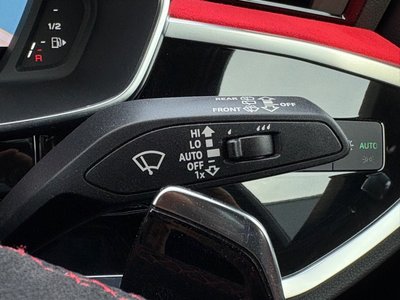 1/2
R
REAR
FRONT OFF
HI
LO
AUTO
OFF
1x
AUTO